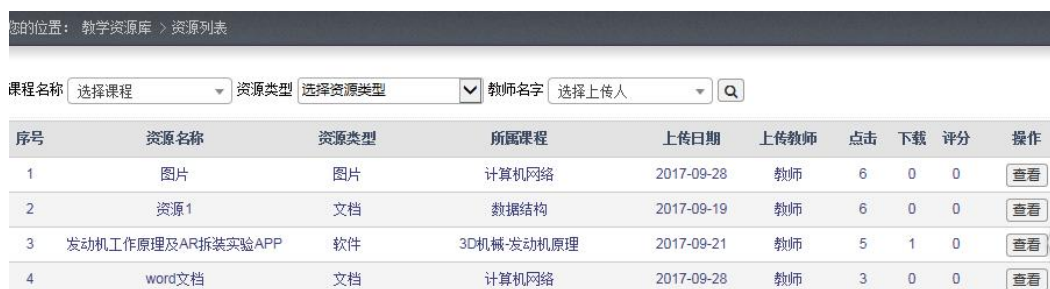 您的位置： 教学资源库 > 资源列表
课程名称 选择课程 资源类型 选择资源类型 教师名字 选择上传人
序号 资源名称 资源类型 所属课程 上传日期 上传教师 点击 下载 评分 操作
1 图片 图片 计算机网络 2017-09-28 教师 6 0 0 查看
2 资源1 文档 数据结构 2017-09-19 教师 6 0 0 查看
3 发动机工作原理及AR拆装实验APP 软件 3D机械-发动机原理 2017-09-21 教师 5 1 0 查看
4 word文档 文档 计算机网络 2017-09-28 教师 3 0 0 查看